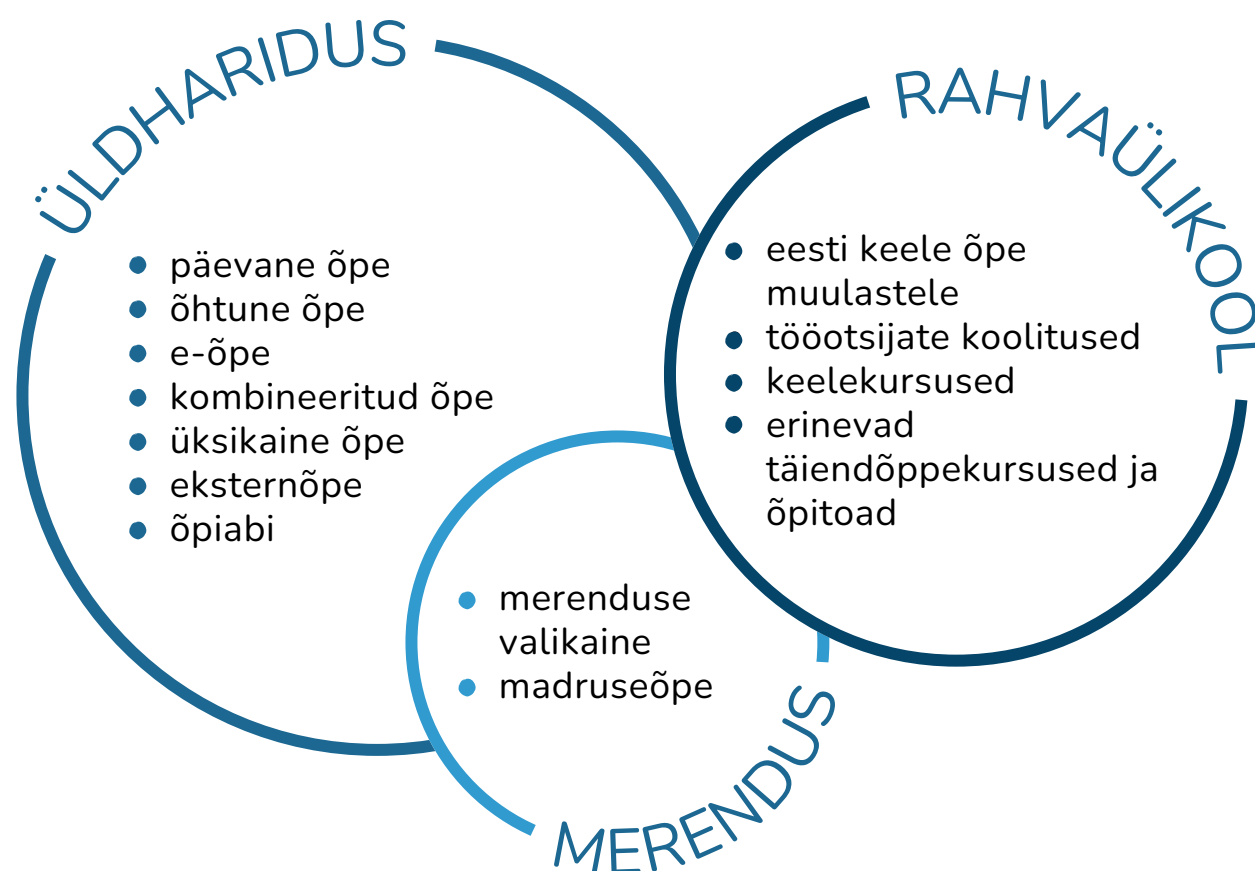 ÜLDHARIDUS
päevane õpe
õhtune õpe
e-õpe
kombineeritud õpe
üksikaine õpe
eksternõpe
õpiabi
RAHVAÜLIKOOL
eesti keele õpe
muulastele
tööotsijate koolitused
keelekursused
erinevad
täiendõppekursused ja
õpitoad
merenduse
valikaine
madruseõpe
MERENDUS